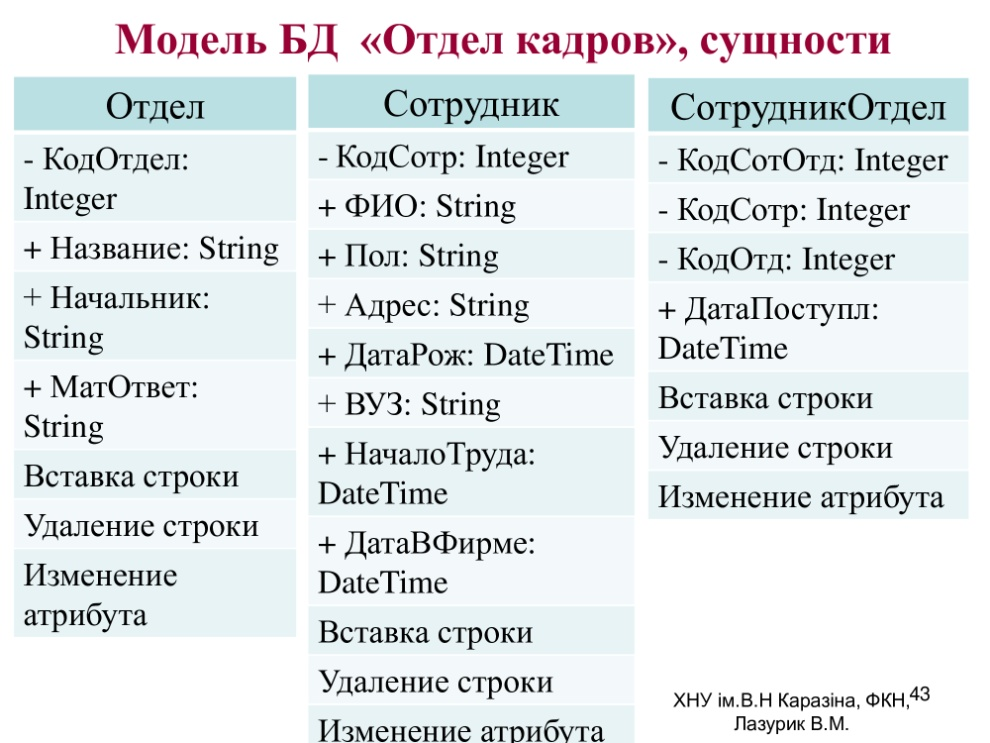 Модель БД «Отдел кадров», сущности
Отдел
- КодОтдел:
Integer
+ Название: String
+ Начальник:
String
+ МатОтвет:
String
Вставка строки
Удаление строки
Изменение
атрибута
Сотрудник
- КодСотр: Integer
+ ФИО: String
+ Пол: String
+ Адрес: String
+ ДатаРож: DateTime
+ ВУЗ: String
+ НачалоТруда:
DateTime
+ ДатаВФирме:
DateTime
Вставка строки
Удаление строки
Изменение атрибута
СотрудникОтдел
- КодСотОтд: Integer
- КодСотр: Integer
- КодОтд: Integer
+ ДатаПоступл:
DateTime
Вставка строки
Удаление строки
Изменение атрибута
ХНУ ім.В.Н Каразіна, ФКН,
Лазурик В.М.
43